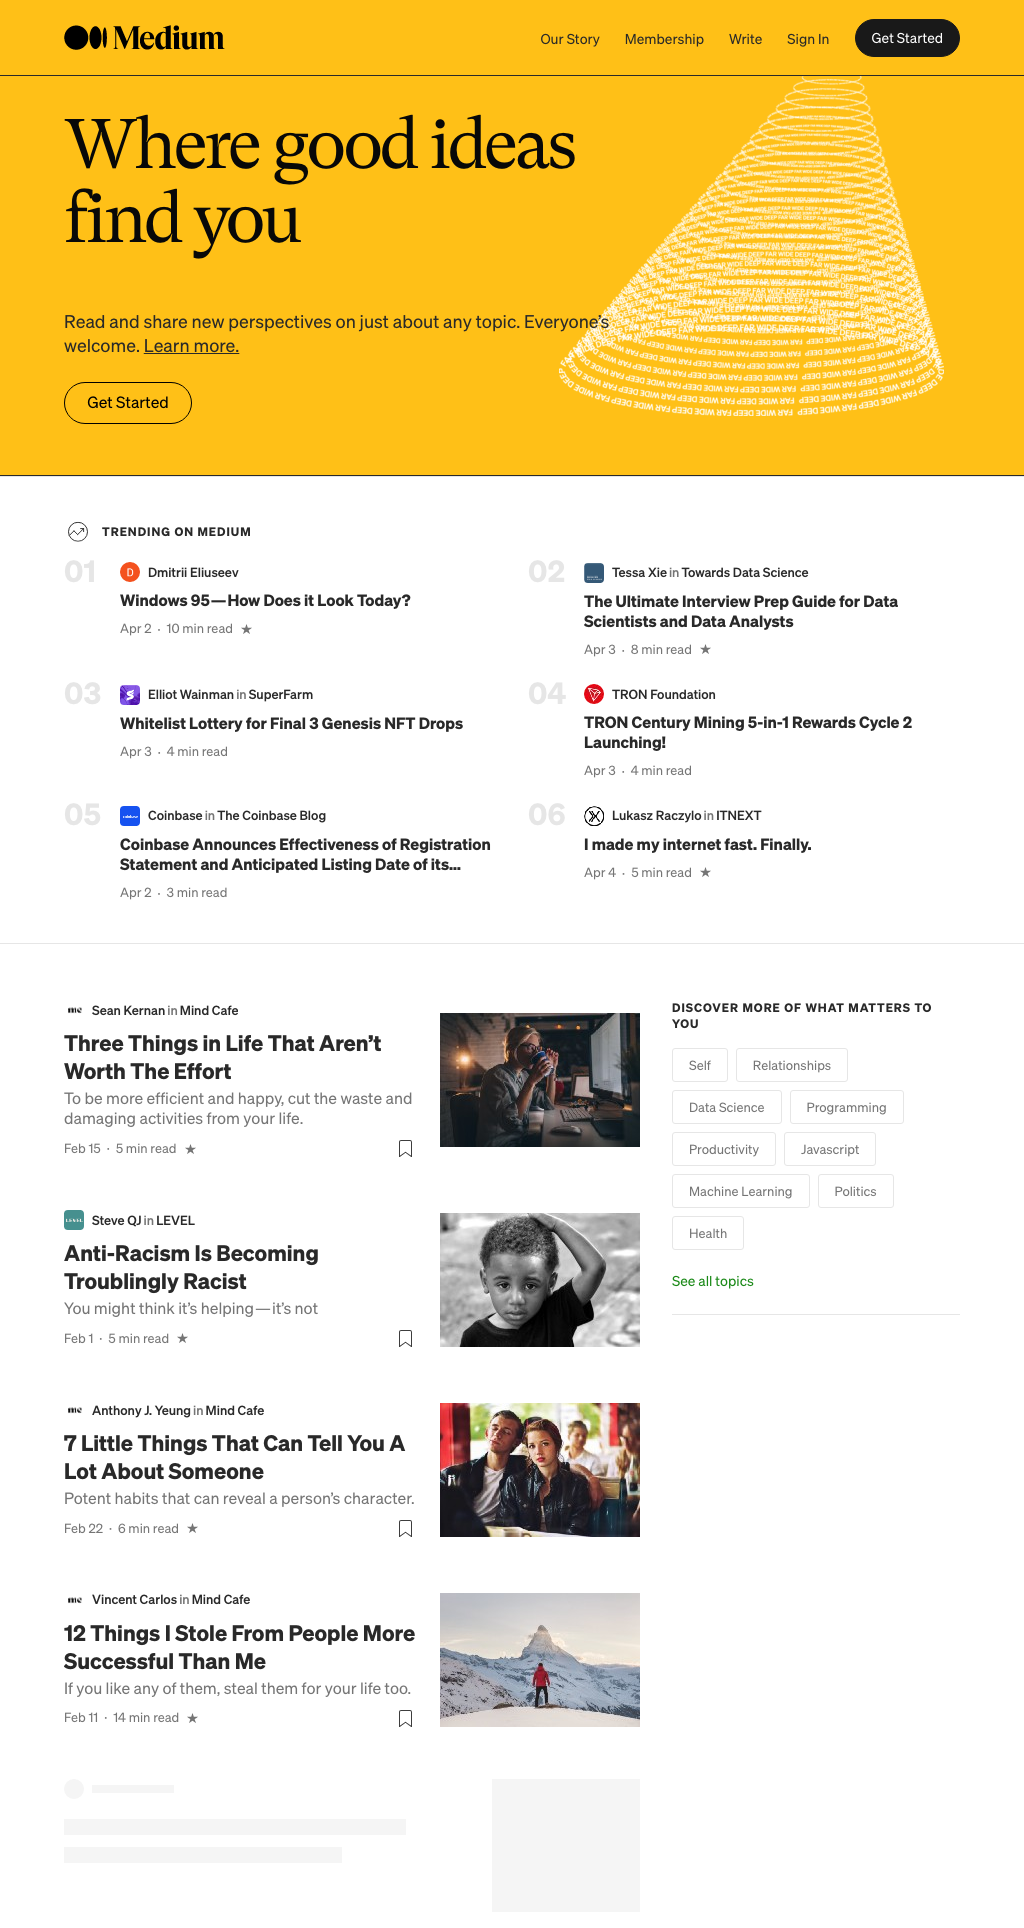 Medium
Our Story
Membership
Write
Sign In
Get Started
Where good ideas
find you
Read and share new perspectives on just about any topic. Everyone’s
welcome. Learn more.
Get Started
TRENDING ON MEDIUM
01
D
Dmitrii Eliuseev
Windows 95 — How Does it Look Today?
Apr 2 · 10 min read
02
Tessa Xie in Towards Data Science
The Ultimate Interview Prep Guide for Data
Scientists and Data Analysts
Apr 3 · 8 min read
03
Elliot Wainman in SuperFarm
Whitelist Lottery for Final 3 Genesis NFT Drops
Apr 3 · 4 min read
04
TRON Foundation
TRON Century Mining 5-in-1 Rewards Cycle 2
Launching!
Apr 3 · 4 min read
05
Coinbase in The Coinbase Blog
Coinbase Announces Effectiveness of Registration
Statement and Anticipated Listing Date of its...
Apr 2 · 3 min read
06
Lukasz Raczylo in ITNEXT
I made my internet fast. Finally.
Apr 4 · 5 min read
Sean Kernan in Mind Cafe
Three Things in Life That Aren’t
Worth The Effort
To be more efficient and happy, cut the waste and
damaging activities from your life.
Feb 15 · 5 min read
LEVEL
Steve QJ in LEVEL
Anti-Racism Is Becoming
Troublingly Racist
You might think it’s helping — it’s not
Feb 1 · 5 min read
Anthony J. Yeung in Mind Cafe
7 Little Things That Can Tell You A
Lot About Someone
Potent habits that can reveal a person’s character.
Feb 22 · 6 min read
Vincent Carlos in Mind Cafe
12 Things I Stole From People More
Successful Than Me
If you like any of them, steal them for your life too.
Feb 11 · 14 min read
DISCOVER MORE OF WHAT MATTERS TO
YOU
Self
Relationships
Data Science
Programming
Productivity
Javascript
Machine Learning
Politics
Health
See all topics